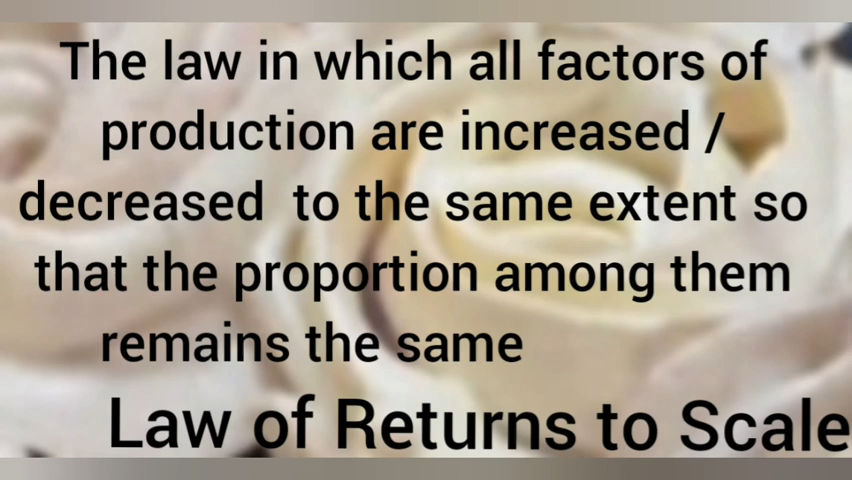 The law in which all factors of
production are increased /
decreased to the same extent so
that the proportion among them
remains the same
Law of Returns to Scale